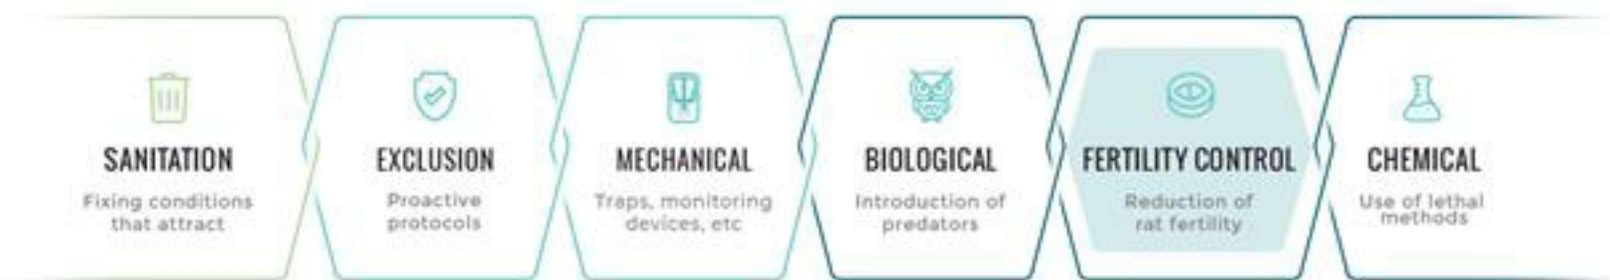 SANITATION
Fixing conditions
that attract
EXCLUSION
Proactive
protocols
MECHANICAL
Traps, monitoring
devices, etc
BIOLOGICAL
Introduction of
predators
FERTILITY CONTROL
Reduction of
rat fertility
CHEMICAL
Use of lethal
methods